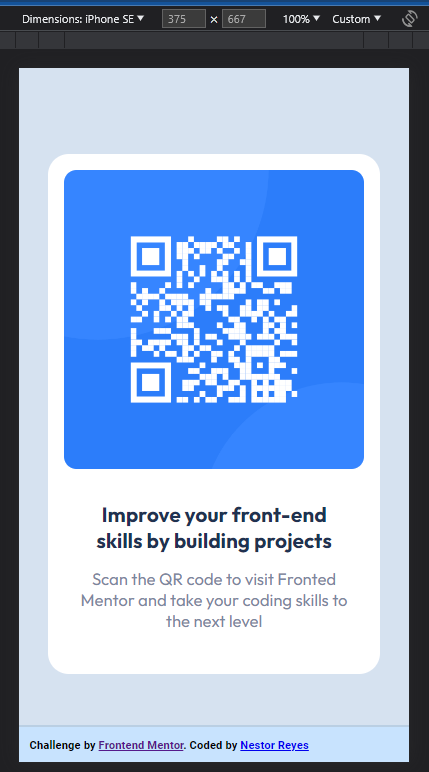 Dimensions: iPhone SE ▼ 375 × 667 100% ▼ Custom ▼
Improve your front-end
skills by building projects
Scan the QR code to visit Fronted
Mentor and take your coding skills to
the next level
Challenge by Frontend Mentor. Coded by Nestor Reyes